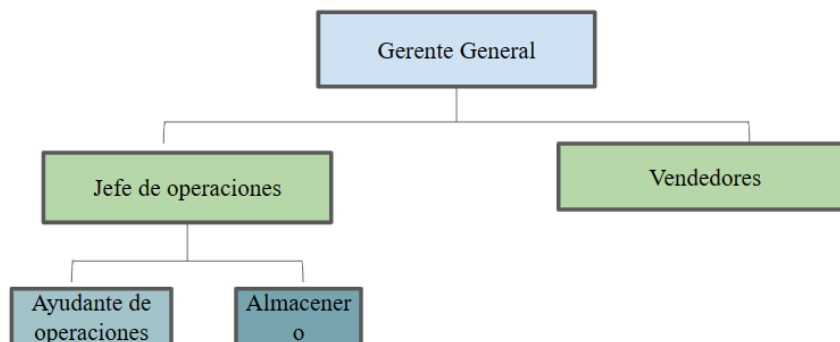 Gerente General
Jefe de operaciones
Vendedores
Ayudante de
operaciones
Almacener
o